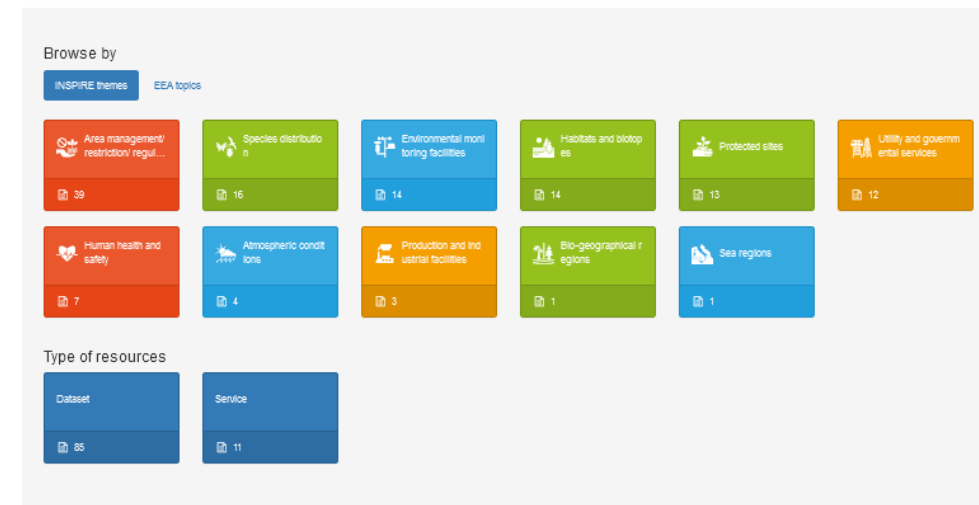 Browse by
INSPIRE themes EEA topics
Area management/
restriction/ regul...
39
Species distributio
n
16
Environmental moni
toring facilities
14
Habitats and biotop
es
14
Protected sites
13
Utility and governm
ental services
12
Human health and
safety
7
Atmospheric condit
ions
4
Production and ind
ustrial facilities
3
Bio-geographical r
egions
1
Sea regions
1
Type of resources
Dataset
85
Service
11